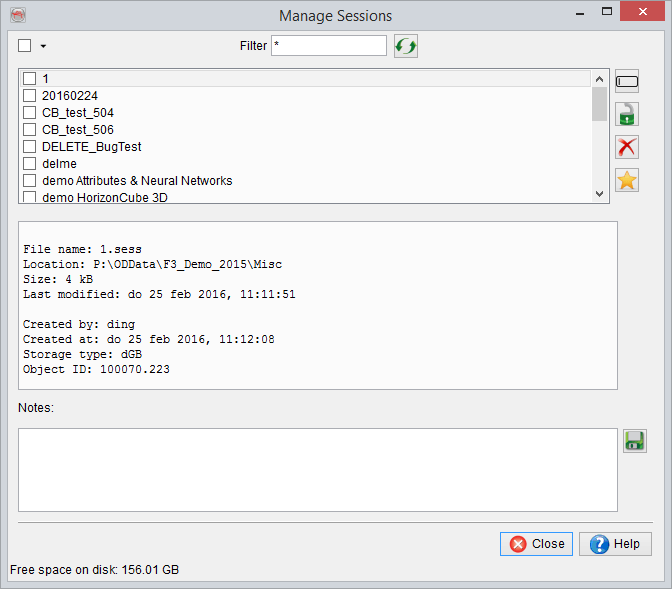 Manage Sessions
Filter *
1
20160224
CB_test_504
CB_test_506
DELETE_BugTest
delme
demo Attributes & Neural Networks
demo HorizonCube 3D
File name: 1.sess
Location: P:\ODData\F3_Demo_2015\Misc
Size: 4 kB
Last modified: do 25 feb 2016, 11:11:51
Created by: ding
Created at: do 25 feb 2016, 11:12:08
Storage type: dGB
Object ID: 100070.223
Notes:
Close Help
Free space on disk: 156.01 GB